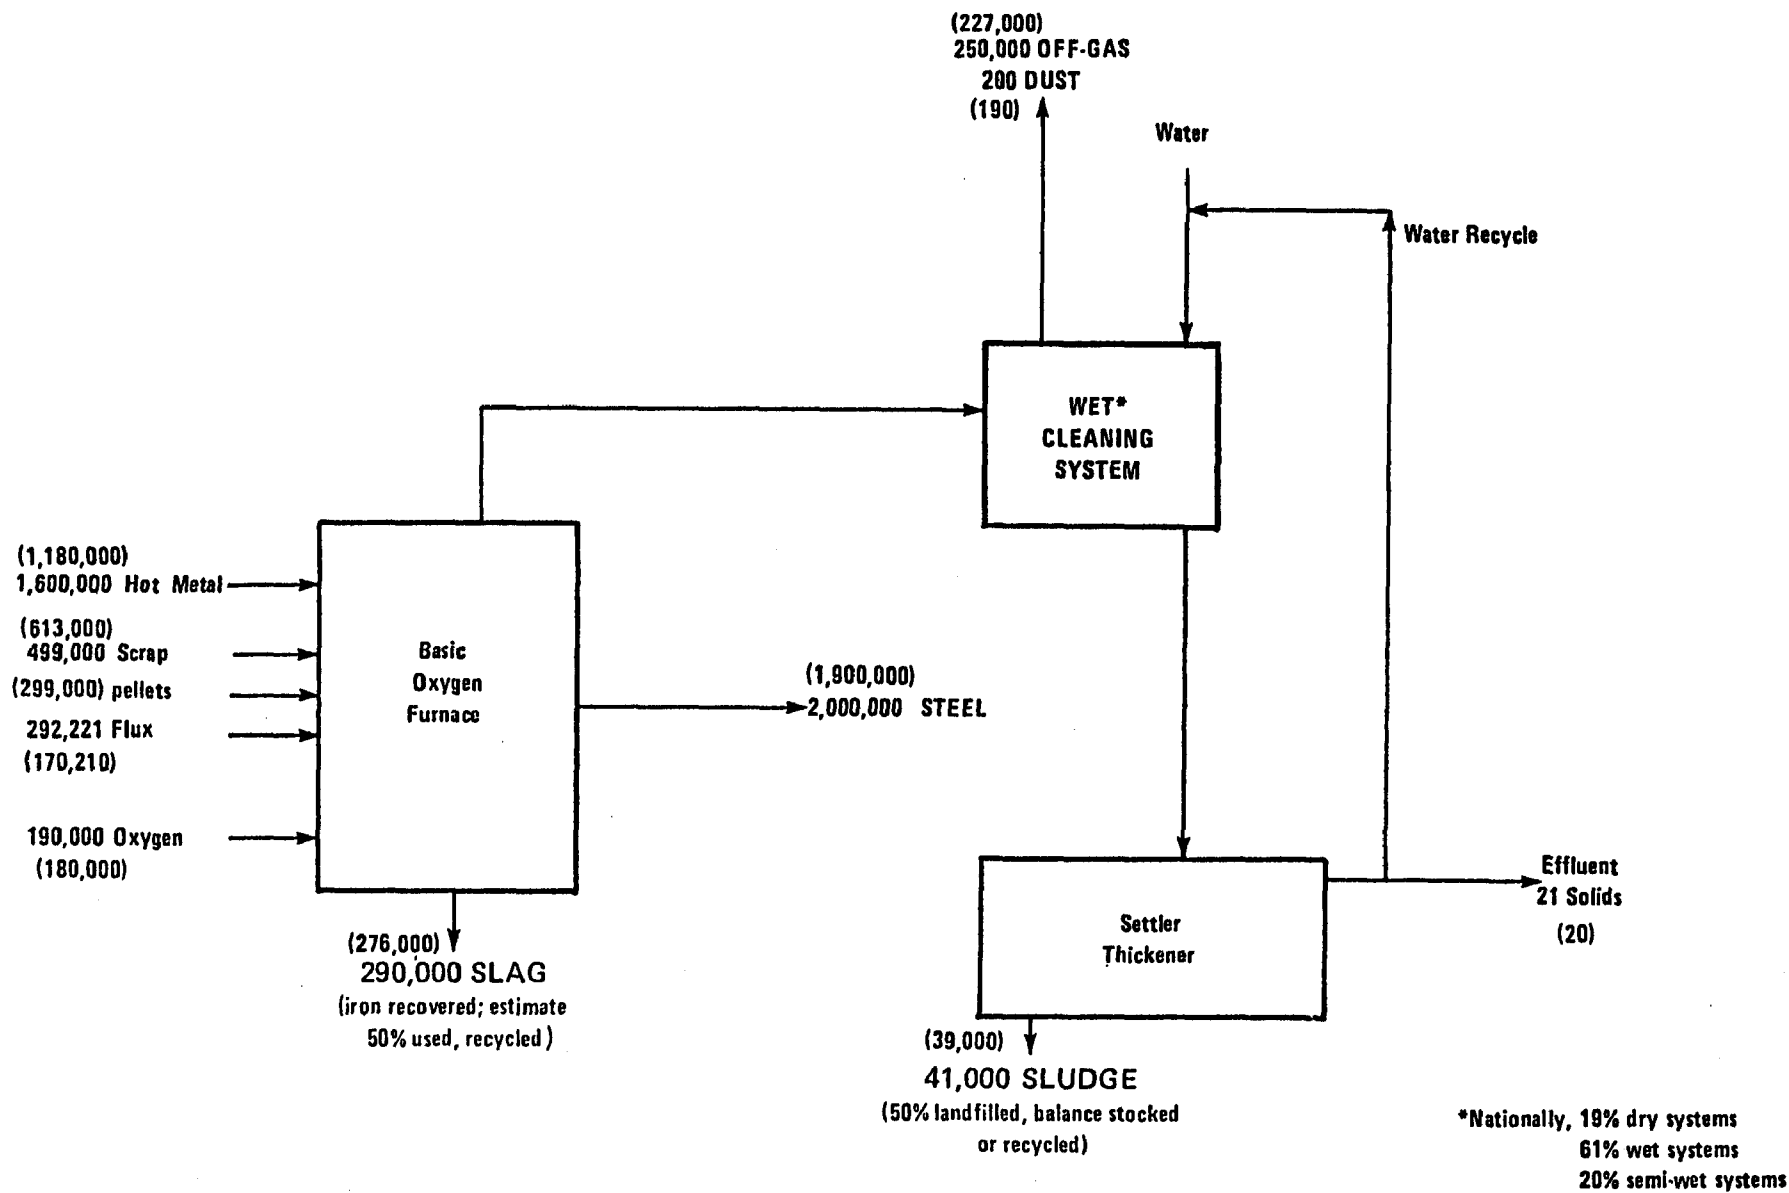 (227,000)
250,000 OFF-GAS
200 DUST
(190)
Water
Water Recycle
WET*
CLEANING
SYSTEM
(1,180,000)
1,600,000 Hot Metal
(613,000)
499,000 Scrap
(299,000) pellets
292,221 Flux
(170,210)
190,000 Oxygen
(180,000)
Basic
Oxygen
Furnace
(1,900,000)
2,000,000 STEEL
(276,000)
290,000 SLAG
(iron recovered; estimate
50% used, recycled)
Settler
Thickener
Effluent
21 Solids
(20)
(39,000)
41,000 SLUDGE
(50% landfilled, balance stocked
or recycled)
*Nationally, 19% dry systems
61% wet systems
20% semi-wet systems